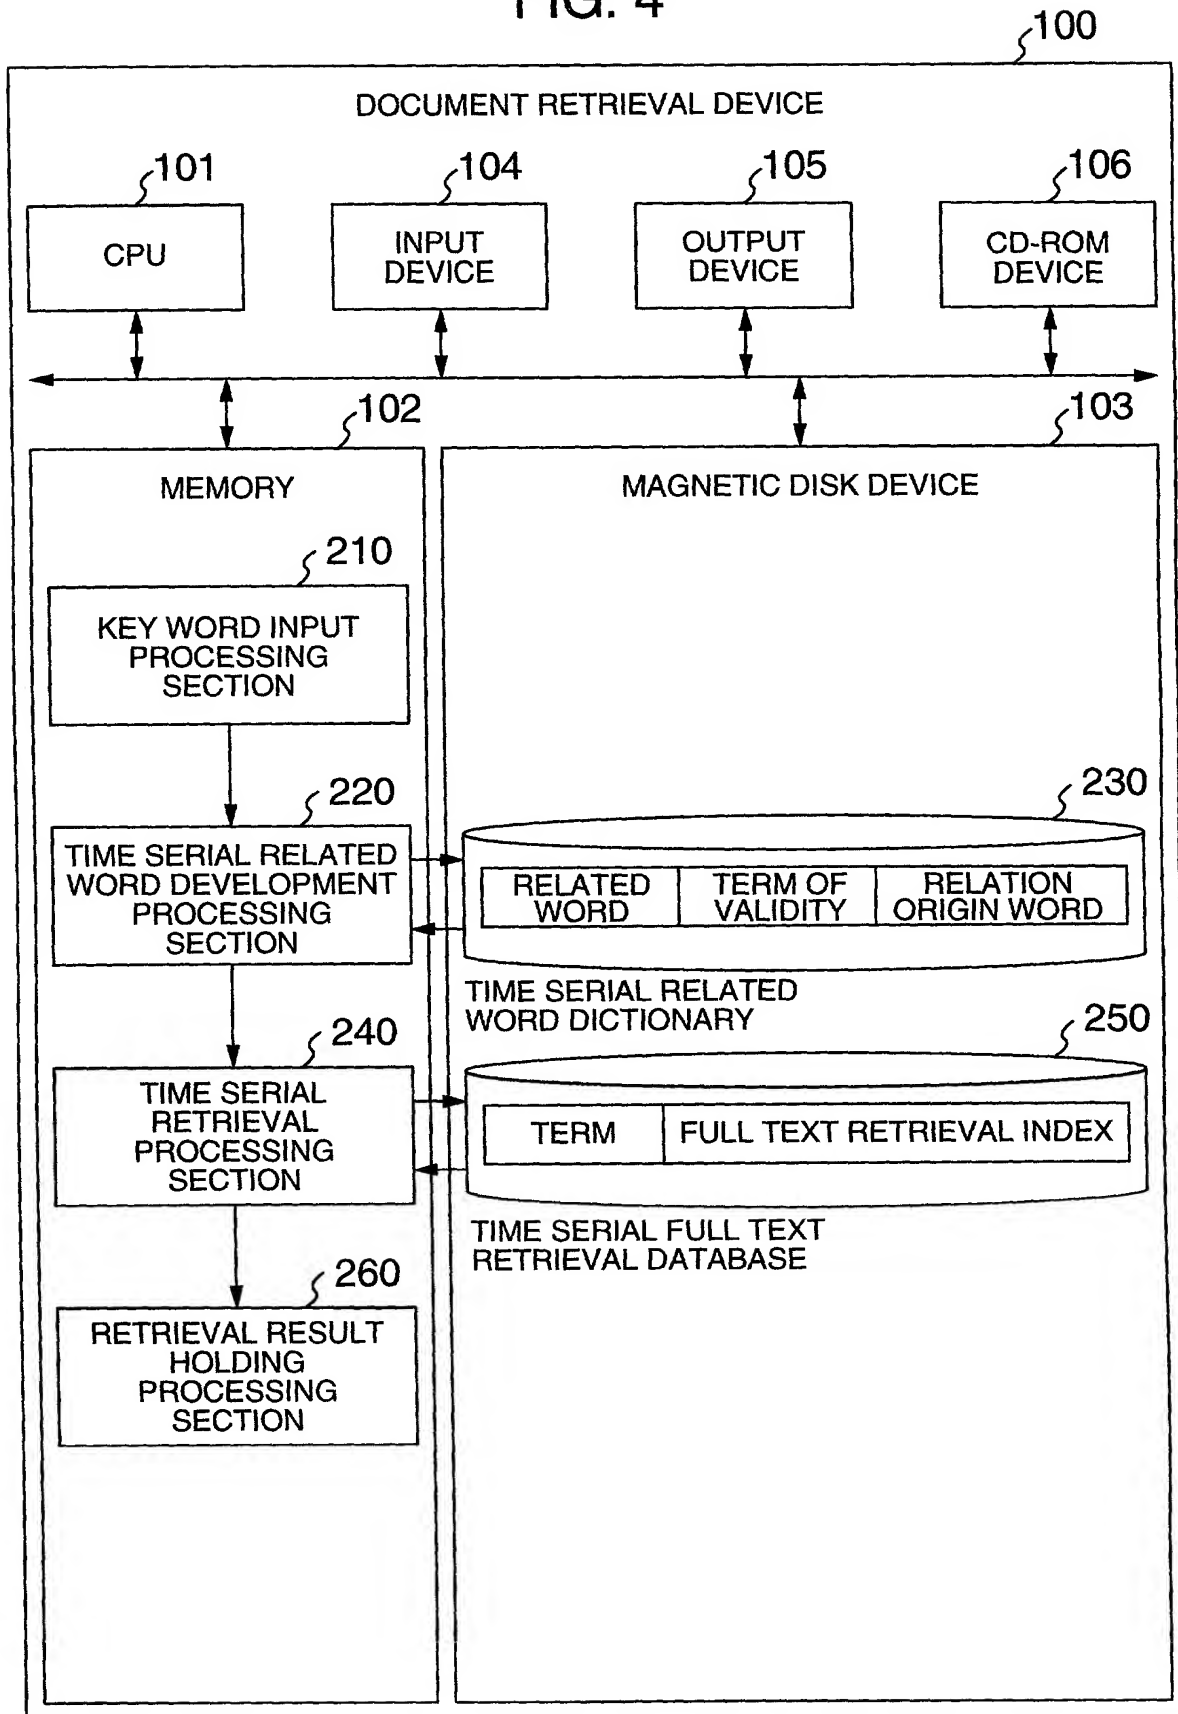 FIG. 4
100
DOCUMENT RETRIEVAL DEVICE
101
104
105
106
CPU
INPUT
DEVICE
OUTPUT
DEVICE
CD-ROM
DEVICE
102
103
MEMORY
MAGNETIC DISK DEVICE
210
KEY WORD INPUT
PROCESSING
SECTION
220
TIME SERIAL RELATED
WORD DEVELOPMENT
PROCESSING
SECTION
230
RELATED
WORD
TERM OF
VALIDITY
RELATION
ORIGIN WORD
TIME SERIAL RELATED
WORD DICTIONARY
240
TIME SERIAL
RETRIEVAL
PROCESSING
SECTION
250
TERM
FULL TEXT RETRIEVAL INDEX
TIME SERIAL FULL TEXT
RETRIEVAL DATABASE
260
RETRIEVAL RESULT
HOLDING
PROCESSING
SECTION